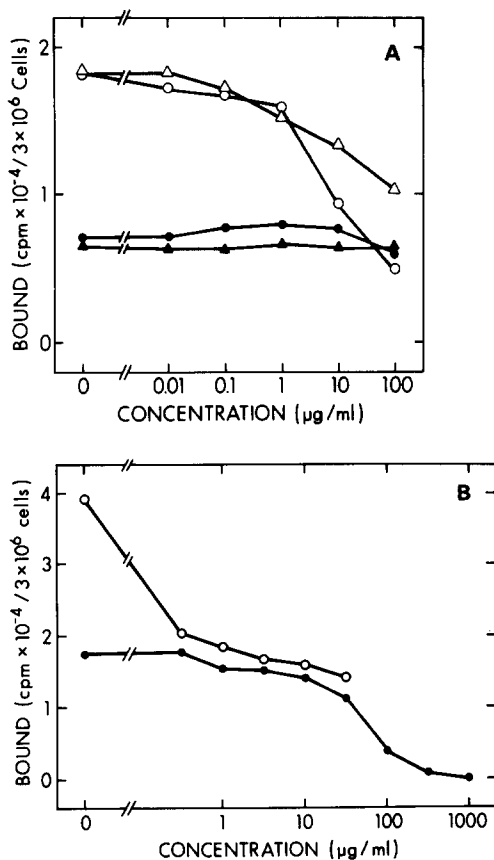 A
2
1
0
BOUND (cpm × 10⁻⁴ / 3×10⁶ Cells)
0 0.01 0.1 1 10 100
CONCENTRATION (µg/ml)
B
4
3
2
1
0
BOUND (cpm × 10⁻⁴ / 3×10⁶ cells)
0 1 10 100 1000
CONCENTRATION (µg/ml)